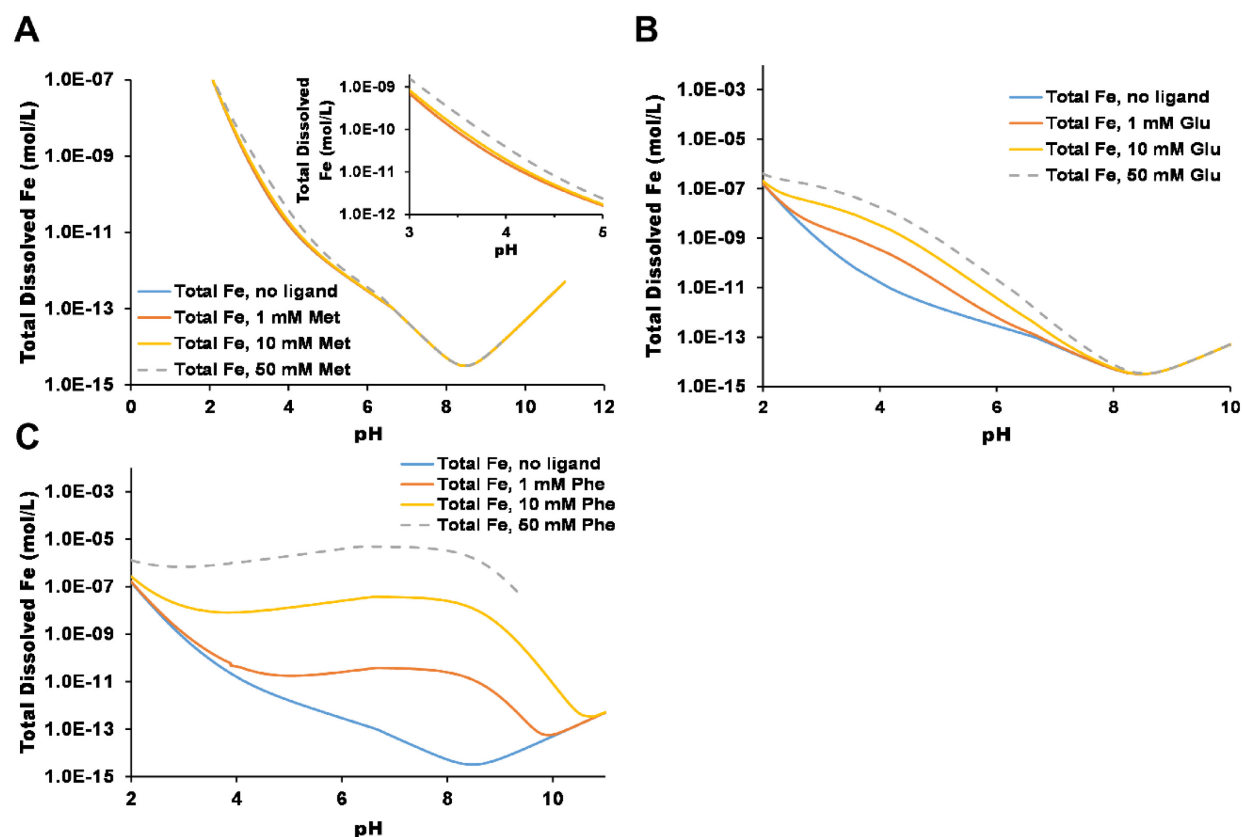 A
Total Dissolved Fe (mol/L)
1.0E-07
1.0E-09
1.0E-11
1.0E-13
1.0E-15
0
2
4
6
8
10
12
pH
Total Fe, no ligand
Total Fe, 1 mM Met
Total Fe, 10 mM Met
Total Fe, 50 mM Met
Total Dissolved
Fe (mol/L)
1.0E-09
1.0E-10
1.0E-11
1.0E-12
3
4
5
pH
B
Total Dissolved Fe (mol/L)
1.0E-03
1.0E-05
1.0E-07
1.0E-09
1.0E-11
1.0E-13
1.0E-15
2
4
6
8
10
pH
Total Fe, no ligand
Total Fe, 1 mM Glu
Total Fe, 10 mM Glu
Total Fe, 50 mM Glu
C
Total Dissolved Fe (mol/L)
1.0E-03
1.0E-05
1.0E-07
1.0E-09
1.0E-11
1.0E-13
1.0E-15
2
4
6
8
10
pH
Total Fe, no ligand
Total Fe, 1 mM Phe
Total Fe, 10 mM Phe
Total Fe, 50 mM Phe